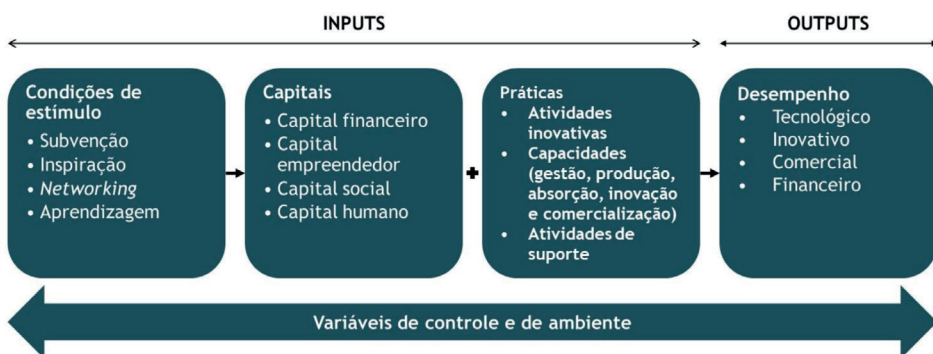 INPUTS
OUTPUTS
Condições de
estímulo
• Subvenção
• Inspiração
• Networking
• Aprendizagem
Capitais
• Capital financeiro
• Capital
empreendedor
• Capital social
• Capital humano
Práticas
• Atividades
inovativas
• Capacidades
(gestão, produção,
absorção, inovação
e comercialização)
• Atividades de
suporte
Desempenho
• Tecnológico
• Inovativo
• Comercial
• Financeiro
Variáveis de controle e de ambiente